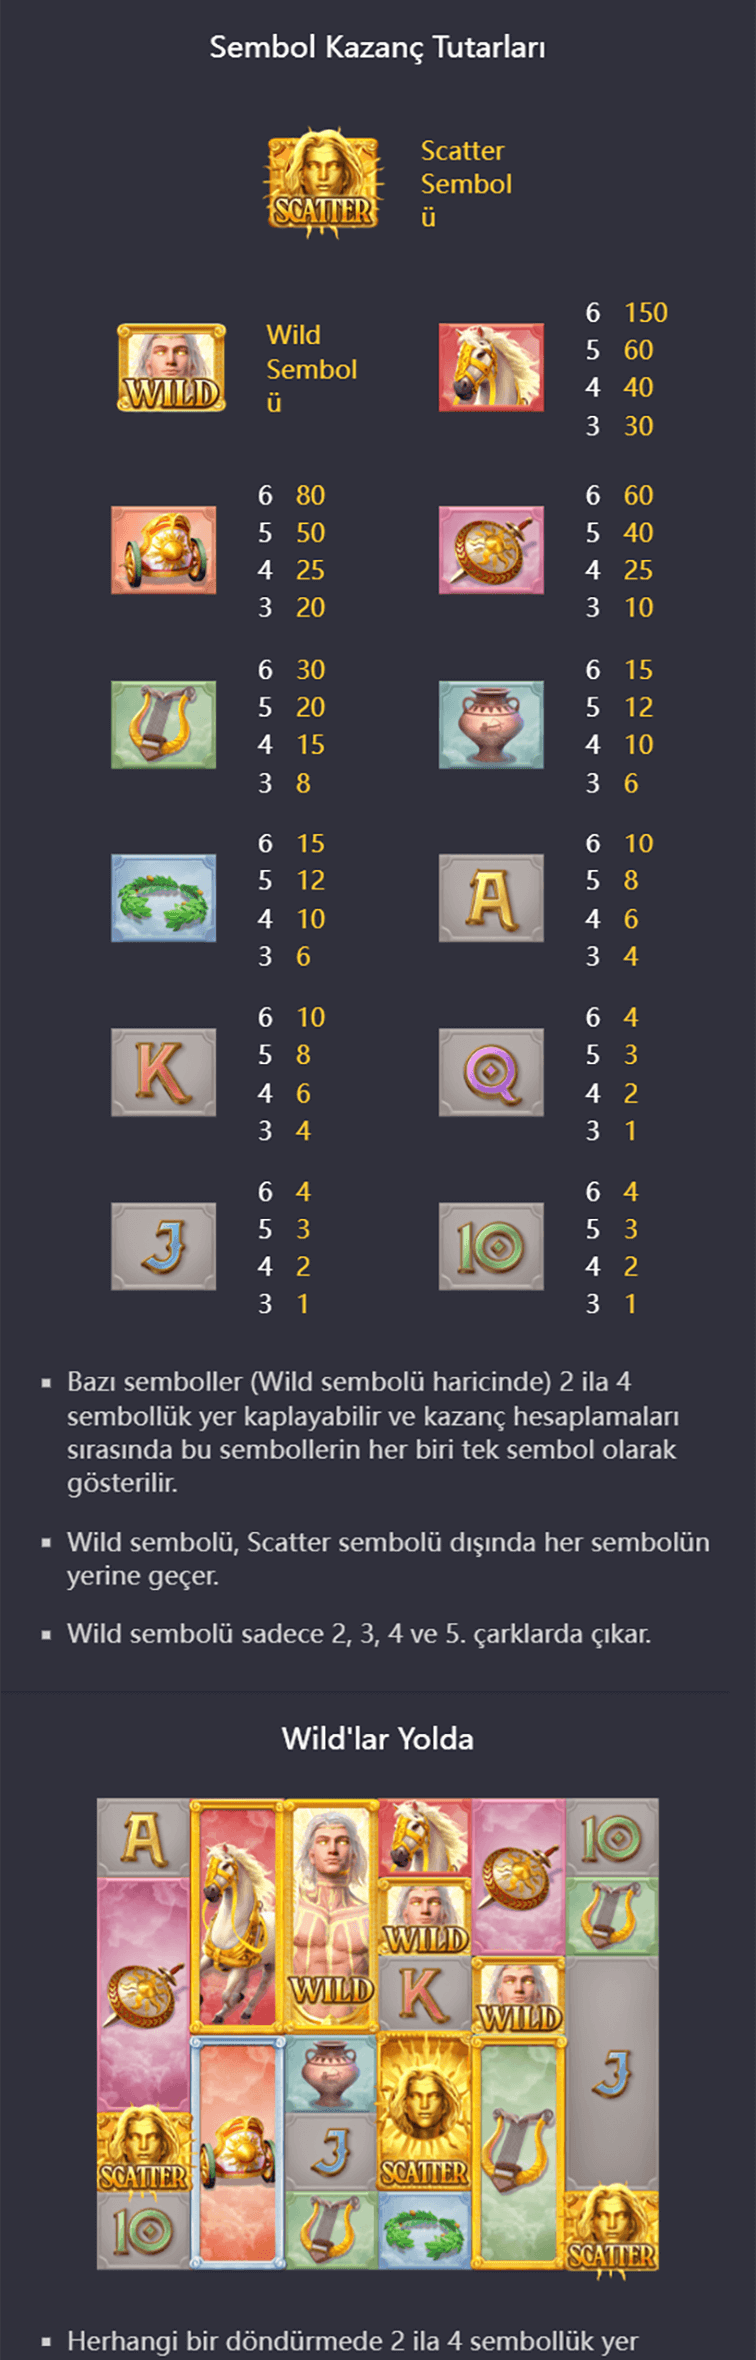 Sembol Kazanç Tutarları
SCATTER
Scatter
Sembol
ü
WILD
Wild
Sembol
ü
6 150
5 60
4 40
3 30
6 80
5 50
4 25
3 20
6 60
5 40
4 25
3 10
6 30
5 20
4 15
3 8
6 15
5 12
4 10
3 6
6 15
5 12
4 10
3 6
A
6 10
5 8
6 4
4 6
3 4
K
6 10
5 8
4 6
3 4
Q
6 4
5 3
4 2
3 1
J
6 4
5 3
4 2
3 1
10
6 4
5 3
4 2
3 1
▪ Bazı semboller (Wild sembolü haricinde) 2 ila 4
sembollük yer kaplayabilir ve kazanç hesaplamaları
sırasında bu sembollerin her biri tek sembol olarak
gösterilir.
▪ Wild sembolü, Scatter sembolü dışında her sembolün
yerine geçer.
▪ Wild sembolü sadece 2, 3, 4 ve 5. çarklarda çıkar.
Wild'lar Yolda
A
10
WILD
WILD
K
WILD
J
SCATTER
J
SCATTER
10
SCATTER
▪ Herhangi bir döndürmede 2 ila 4 sembollük yer